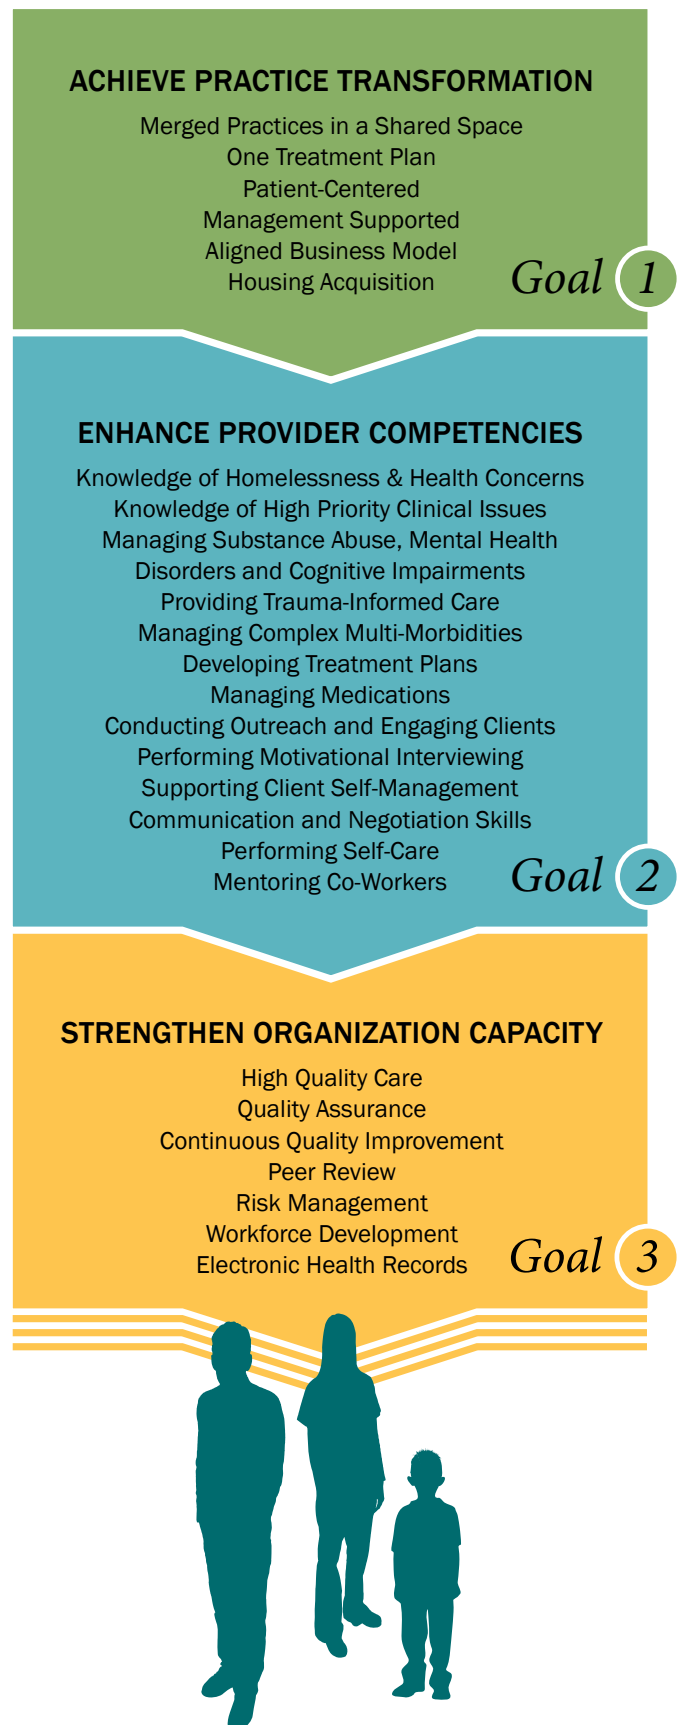 ACHIEVE PRACTICE TRANSFORMATION
Merged Practices in a Shared Space
One Treatment Plan
Patient-Centered
Management Supported
Aligned Business Model
Housing Acquisition
Goal 1
ENHANCE PROVIDER COMPETENCIES
Knowledge of Homelessness & Health Concerns
Knowledge of High Priority Clinical Issues
Managing Substance Abuse, Mental Health
Disorders and Cognitive Impairments
Providing Trauma-Informed Care
Managing Complex Multi-Morbidities
Developing Treatment Plans
Managing Medications
Conducting Outreach and Engaging Clients
Performing Motivational Interviewing
Supporting Client Self-Management
Communication and Negotiation Skills
Performing Self-Care
Mentoring Co-Workers
Goal 2
STRENGTHEN ORGANIZATION CAPACITY
High Quality Care
Quality Assurance
Continuous Quality Improvement
Peer Review
Risk Management
Workforce Development
Electronic Health Records
Goal 3